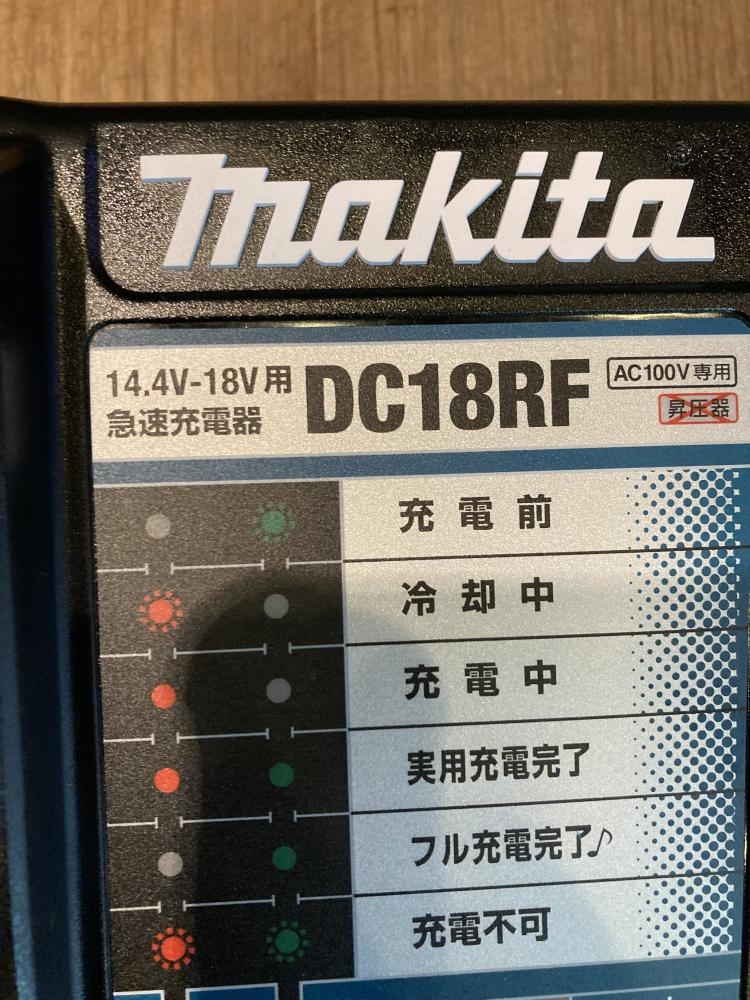 makita
14.4V-18V用
急速充電器
DC18RF
AC100V専用
昇圧器
充電前
冷却中
充電中
実用充電完了
フル充電完了♪
充電不可